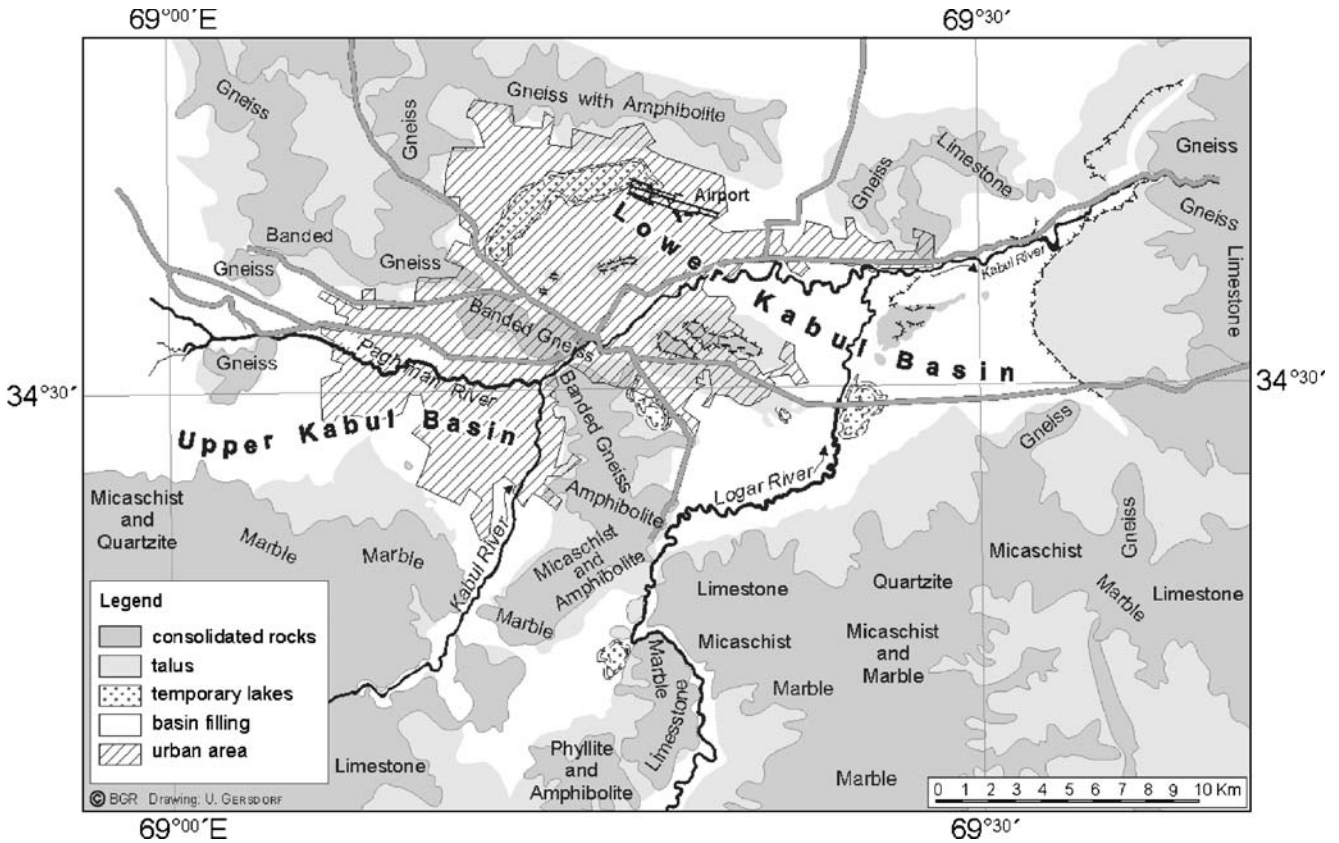 69°00′E
69°30′
Gneiss
Gneiss
Gneiss with Amphibolite
Gneiss
Limestone
Gneiss
Gneiss
Limestone
Airport
Banded
Gneiss
Gneiss
Banded Gneiss
Gneiss
Lower Kabul Basin
Kabul River
Paghman River
34°30′
34°30′
Upper Kabul Basin
Banded Gneiss
Gneiss
Gneiss
Logar River
Amphibolite
Micaschist
and
Quartzite
Marble
Marble
Kabul River
Micaschist
and
Amphibolite
Marble
Limestone
Quartzite
Micaschist
Marble
Limestone
Micaschist
Micaschist
and
Marble
Marble
Marble
Limesstone
Limestone
Phyllite
and
Amphibolite
Marble
Legend
consolidated rocks
talus
temporary lakes
basin filling
urban area
© BGR Drawing: U. GERSDORF
0 1 2 3 4 5 6 7 8 9 10 Km
69°00′E
69°30′